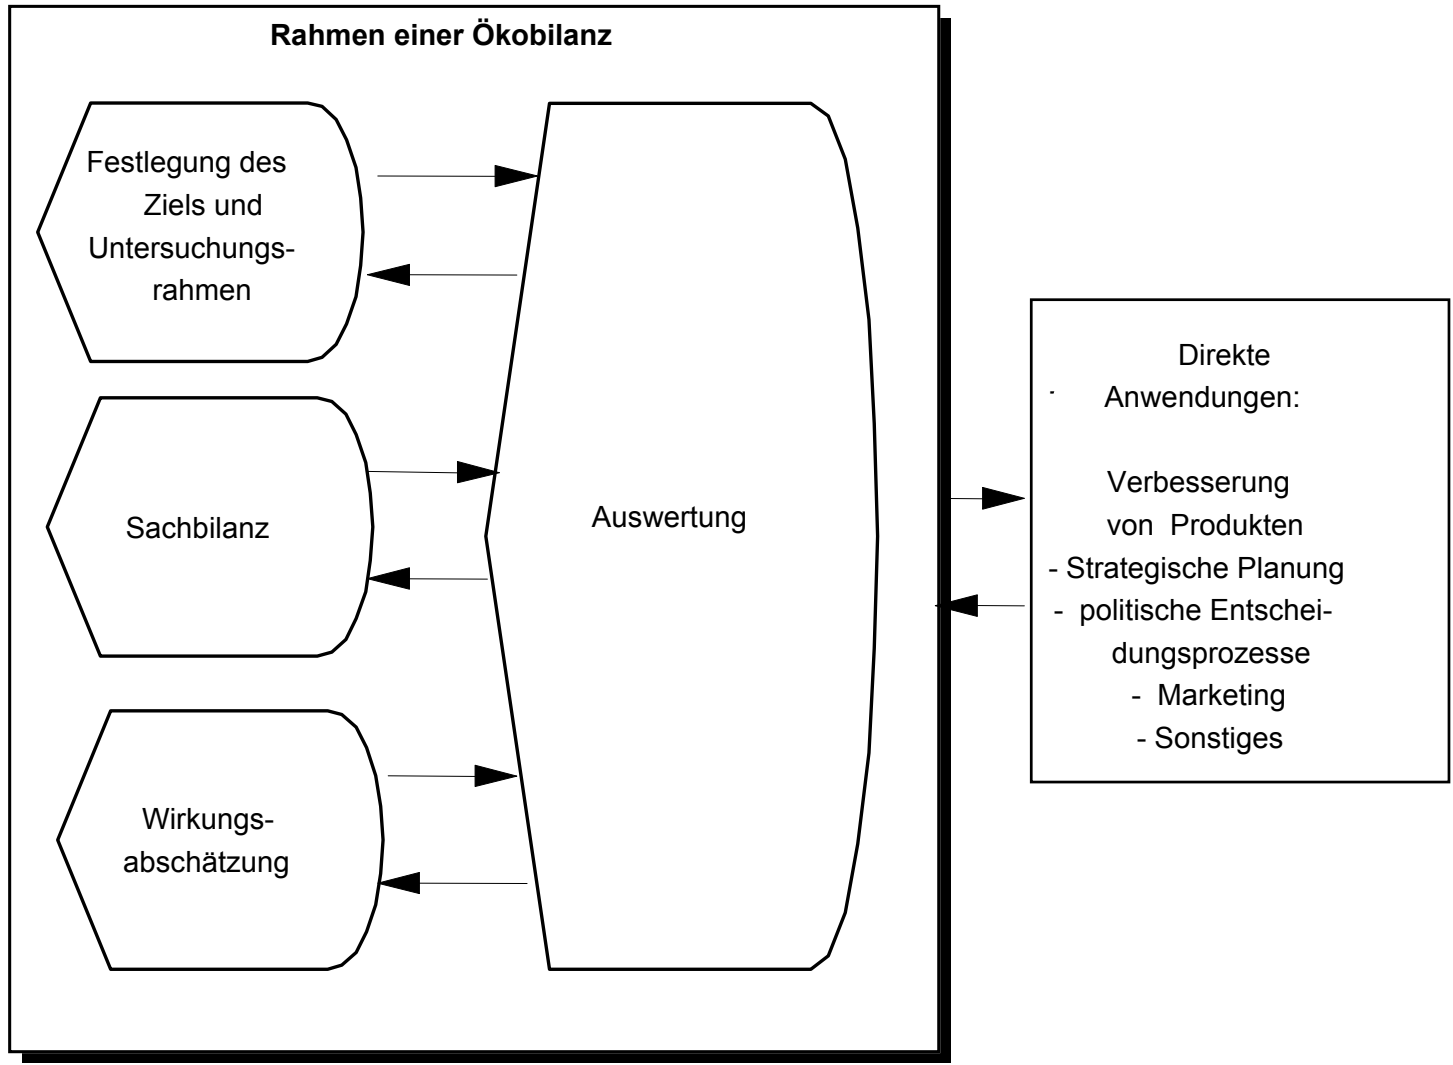 Rahmen einer Ökobilanz
Festlegung des
Ziels und
Untersuchungs-
rahmen
Sachbilanz
Wirkungs-
abschätzung
Auswertung
Direkte
- Anwendungen:
Verbesserung
von Produkten
- Strategische Planung
- politische Entschei-
dungsprozesse
- Marketing
- Sonstiges